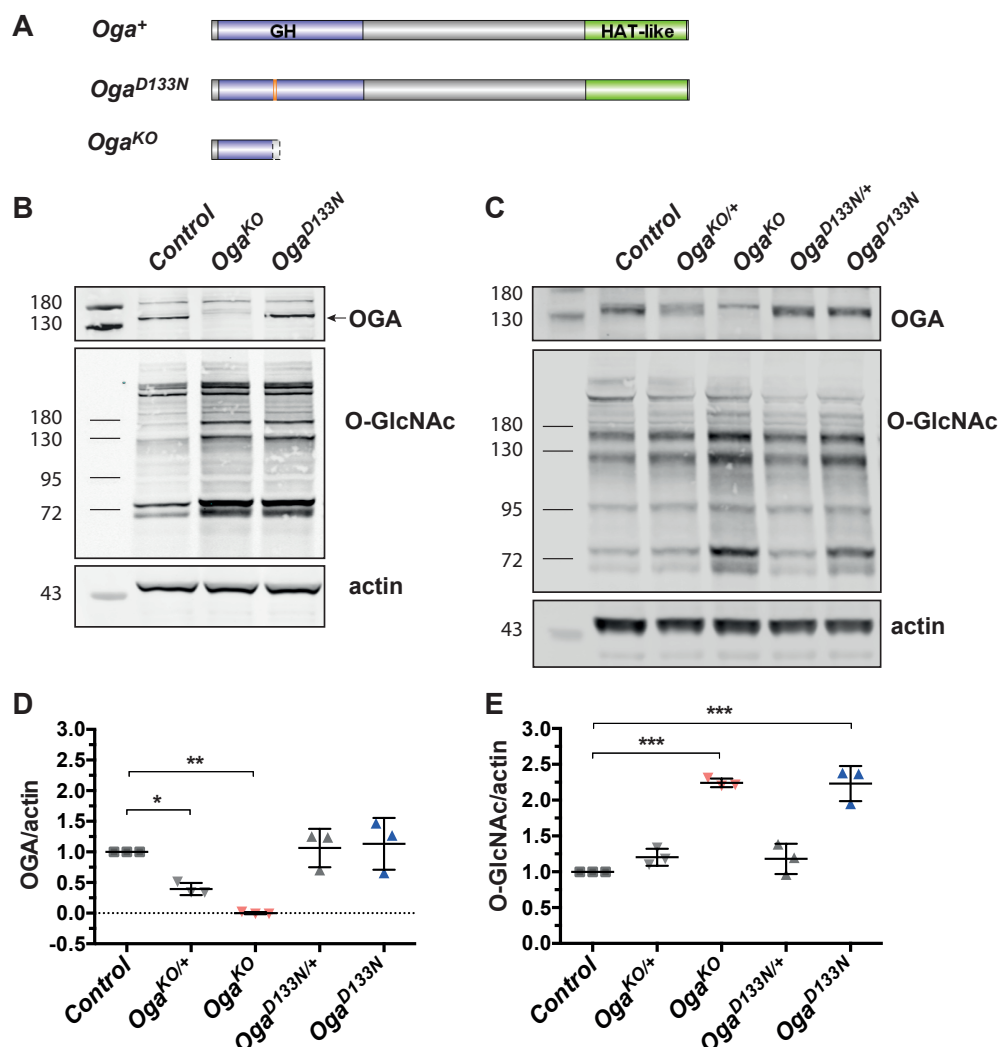 A
Oga+ GH HAT-like
OgaD133N
OgaKO
B
Control OgaKO OgaD133N
180
130
OGA
180
130
95
72
O-GlcNAc
43
actin
C
Control OgaKO/+ OgaKO OgaD133N/+ OgaD133N
180
130
OGA
180
130
95
72
O-GlcNAc
43
actin
D
OGA/actin
3.0
2.5
2.0
1.5
1.0
0.5
0.0
-0.5
**
*
Control OgaKO/+ OgaKO OgaD133N/+ OgaD133N
E
O-GlcNAc/actin
3.0
2.5
2.0
1.5
1.0
0.5
0.0
***
***
Control OgaKO/+ OgaKO OgaD133N/+ OgaD133N